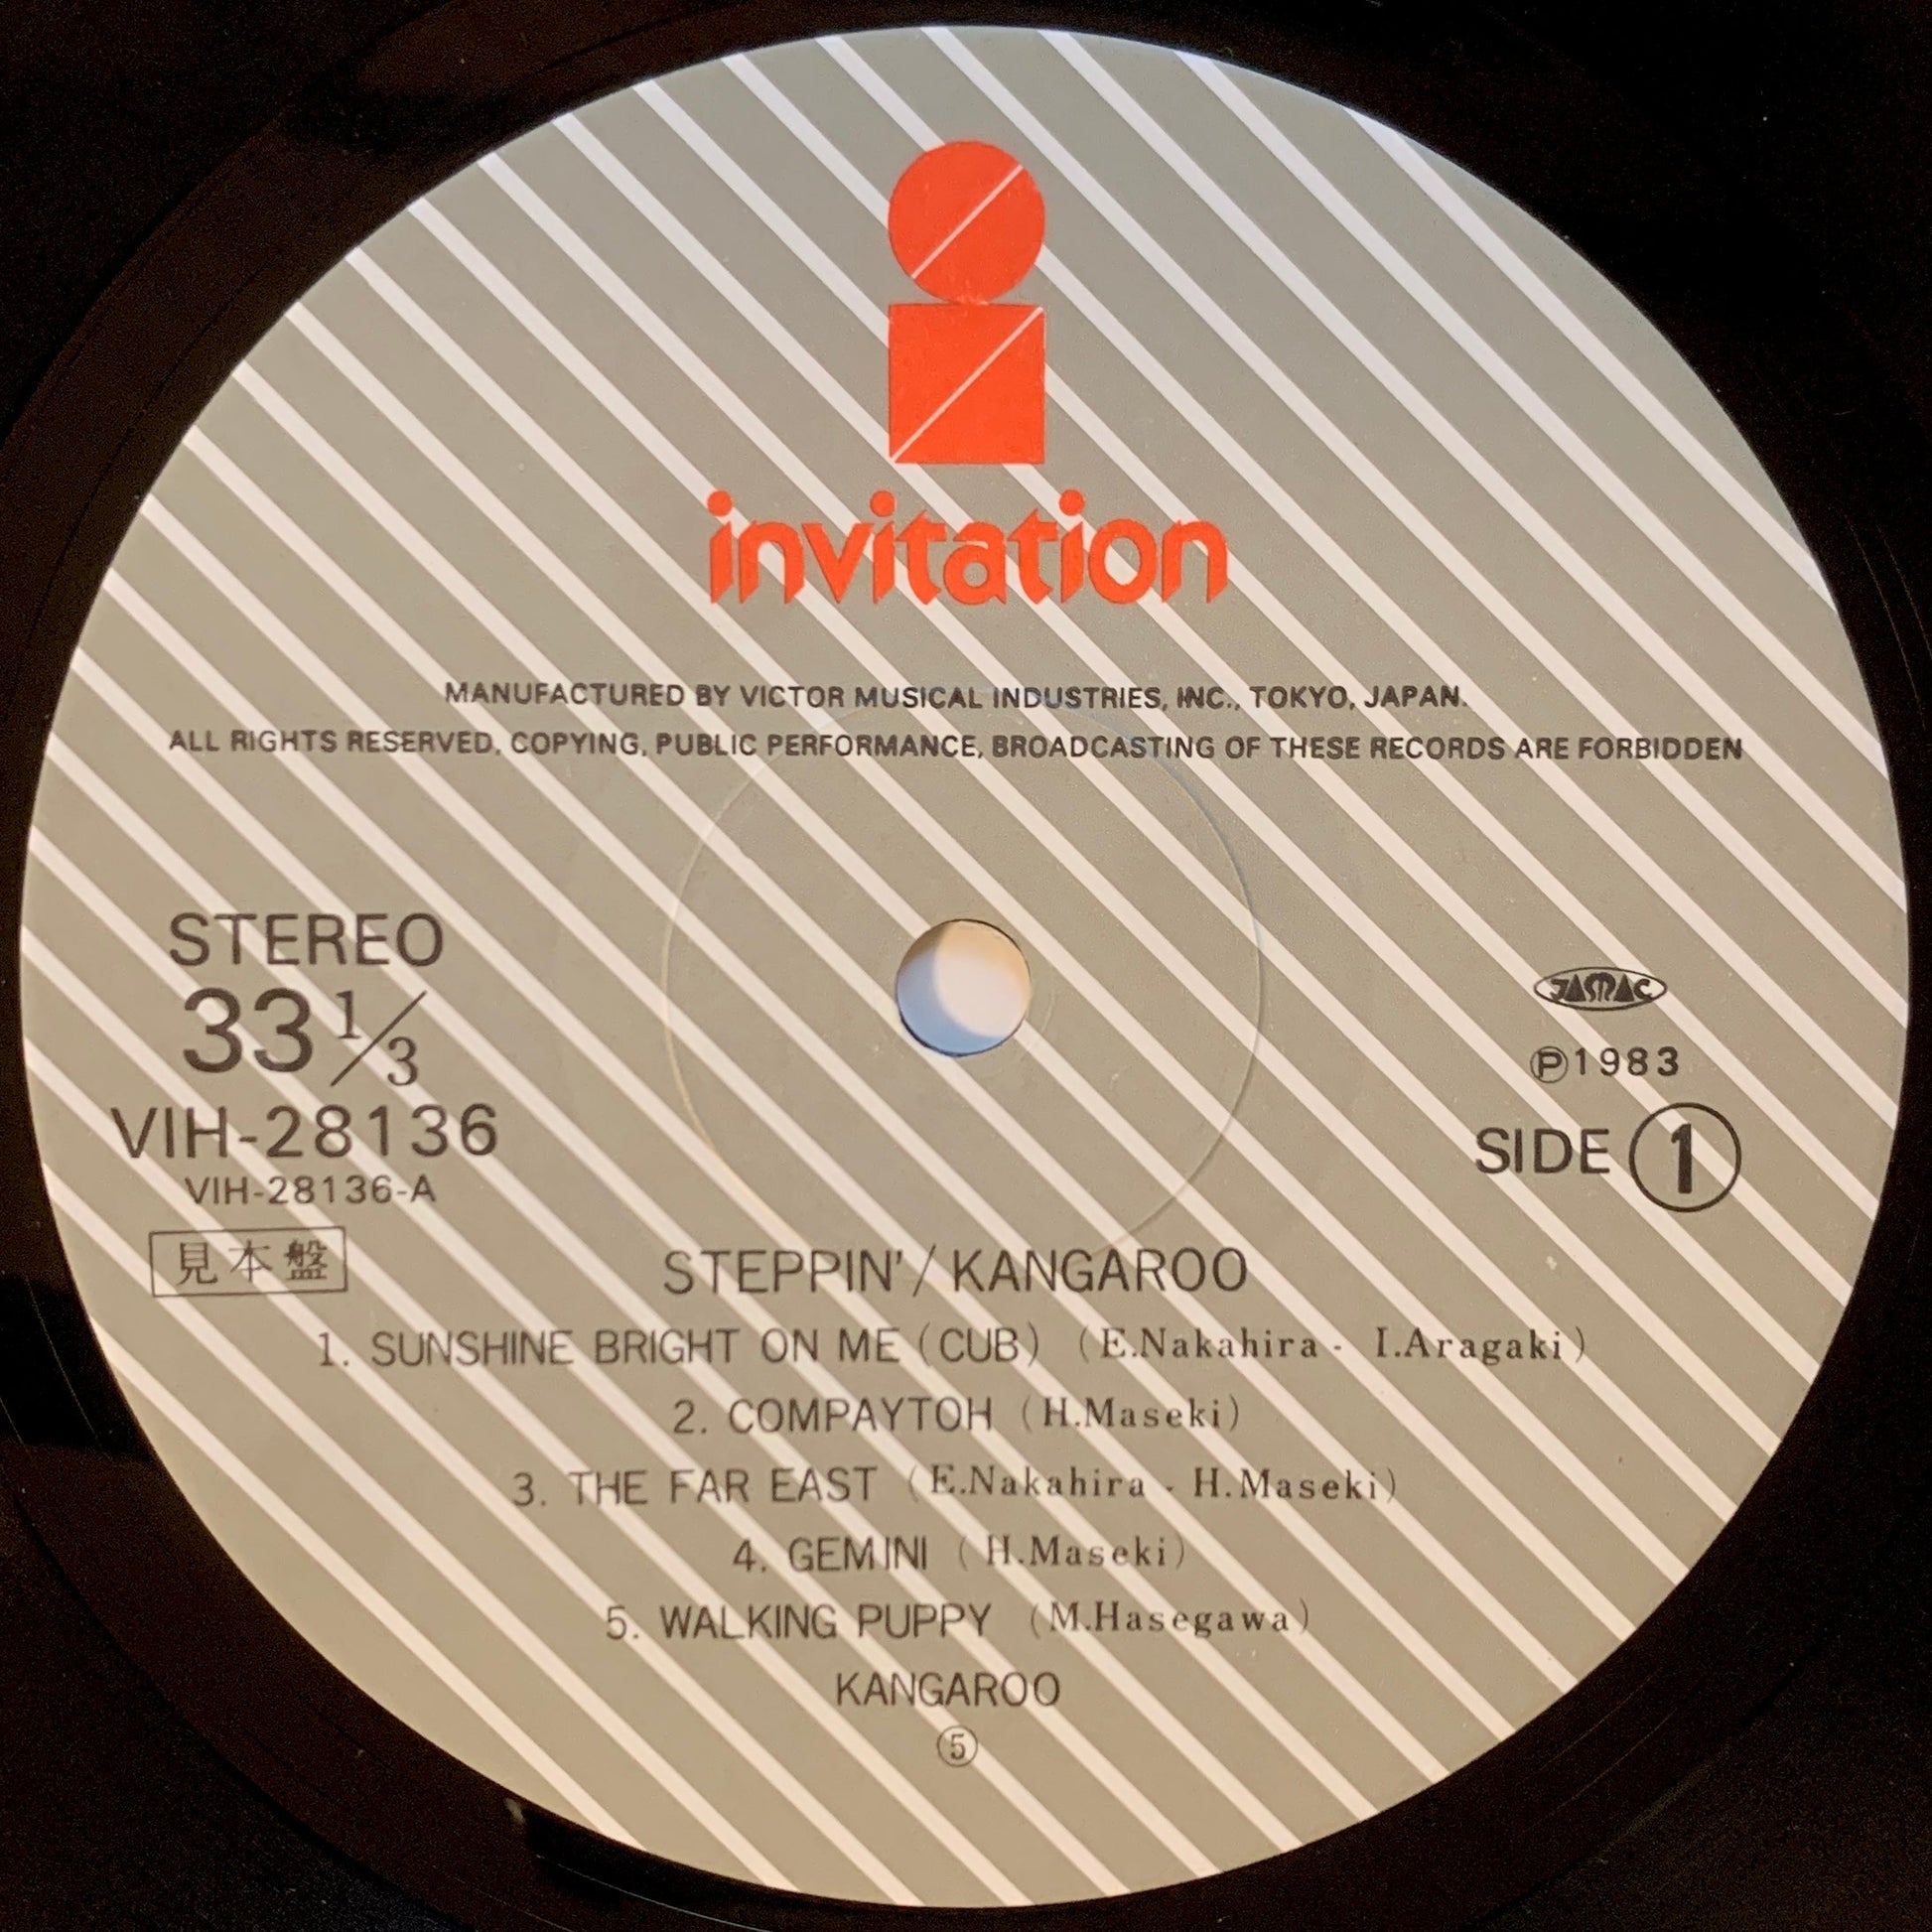 invitation
MANUFACTURED BY VICTOR MUSICAL INDUSTRIES, INC., TOKYO, JAPAN.
ALL RIGHTS RESERVED. COPYING, PUBLIC PERFORMANCE, BROADCASTING OF THESE RECORDS ARE FORBIDDEN
STEREO
33 1/3
VIH-28136
VIH-28136-A
見本盤
JASRAC
Ⓟ1983
SIDE ①
STEPPIN' / KANGAROO
1. SUNSHINE BRIGHT ON ME (CUB) (E.Nakahira - I.Aragaki)
2. COMPAYTOH (H.Maseki)
3. THE FAR EAST (E.Nakahira - H.Maseki)
4. GEMINI (H.Maseki)
5. WALKING PUPPY (M.Hasegawa)
KANGAROO
⑤